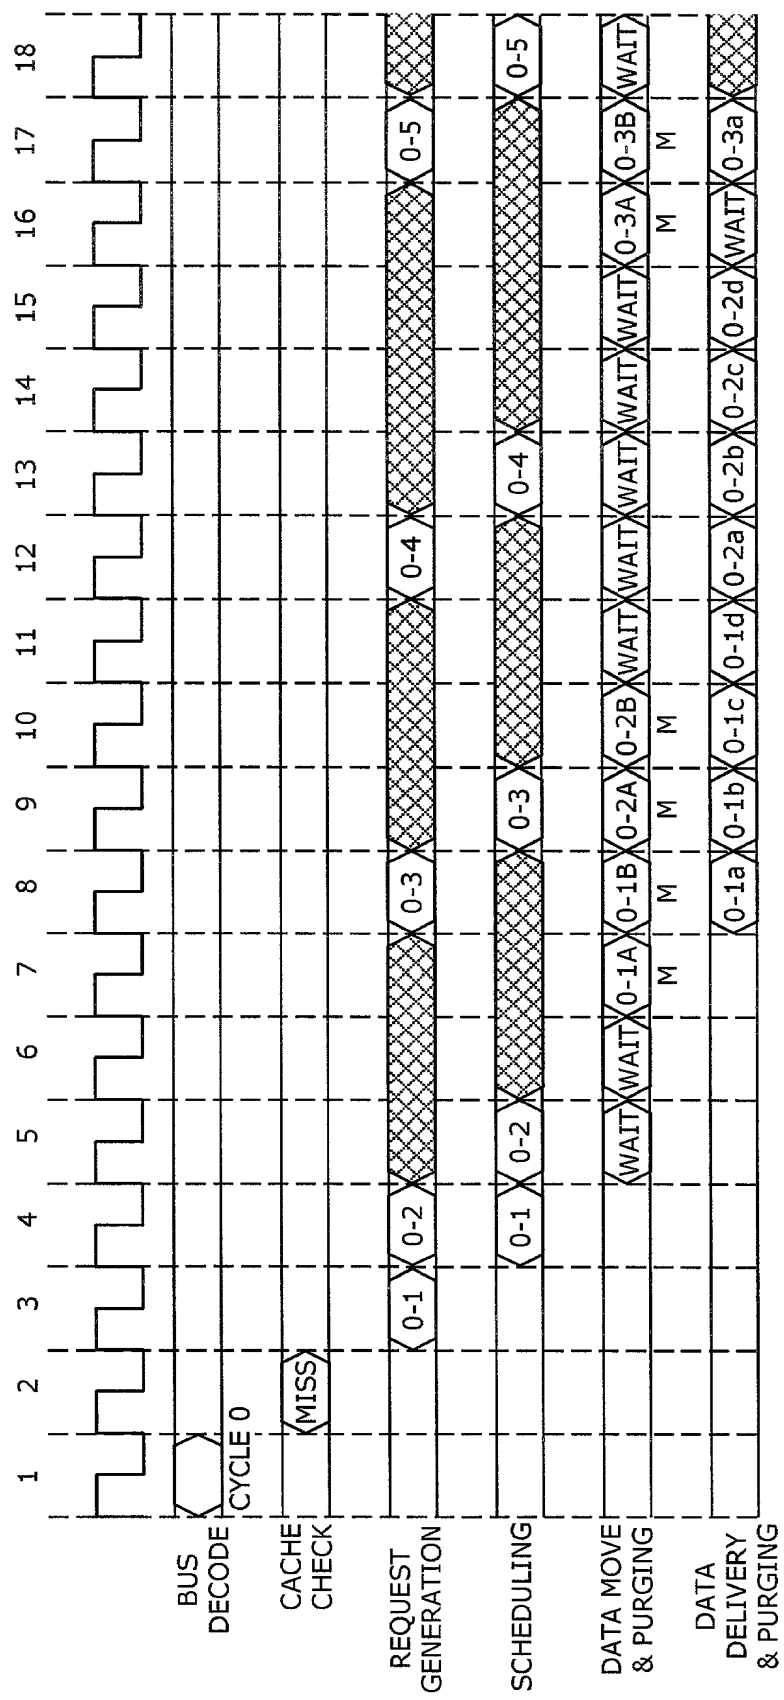 1 2 3 4 5 6 7 8 9 10 11 12 13 14 15 16 17 18
BUS
DECODE
CYCLE 0
CACHE
CHECK
MISS
REQUEST
GENERATION
0-1 0-2 0-3 0-4 0-5
SCHEDULING
0-1 0-2 0-3 0-4 0-5
DATA MOVE
& PURGING
WAIT WAIT 0-1A 0-1B 0-2A 0-2B WAIT WAIT WAIT WAIT WAIT 0-3A 0-3B WAIT
M M M M M M
DATA
DELIVERY
& PURGING
0-1a 0-1b 0-1c 0-1d 0-2a 0-2b 0-2c 0-2d WAIT 0-3a